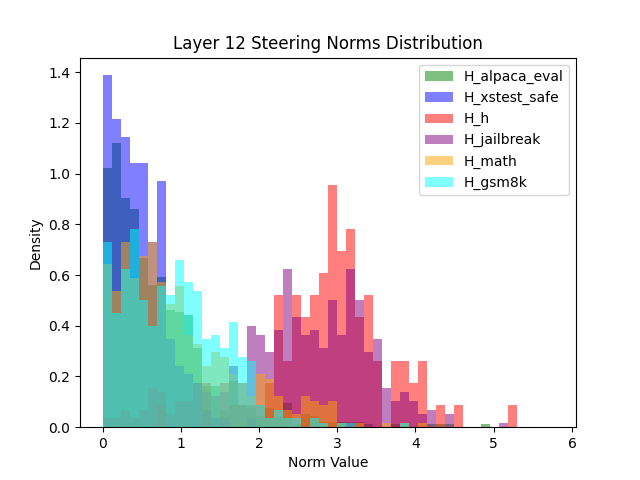 Layer 12 Steering Norms Distribution
1.4
1.2
1.0
0.8
0.6
0.4
0.2
0.0
Density
H_alpaca_eval
H_xstest_safe
H_h
H_jailbreak
H_math
H_gsm8k
0 1 2 3 4 5 6
Norm Value